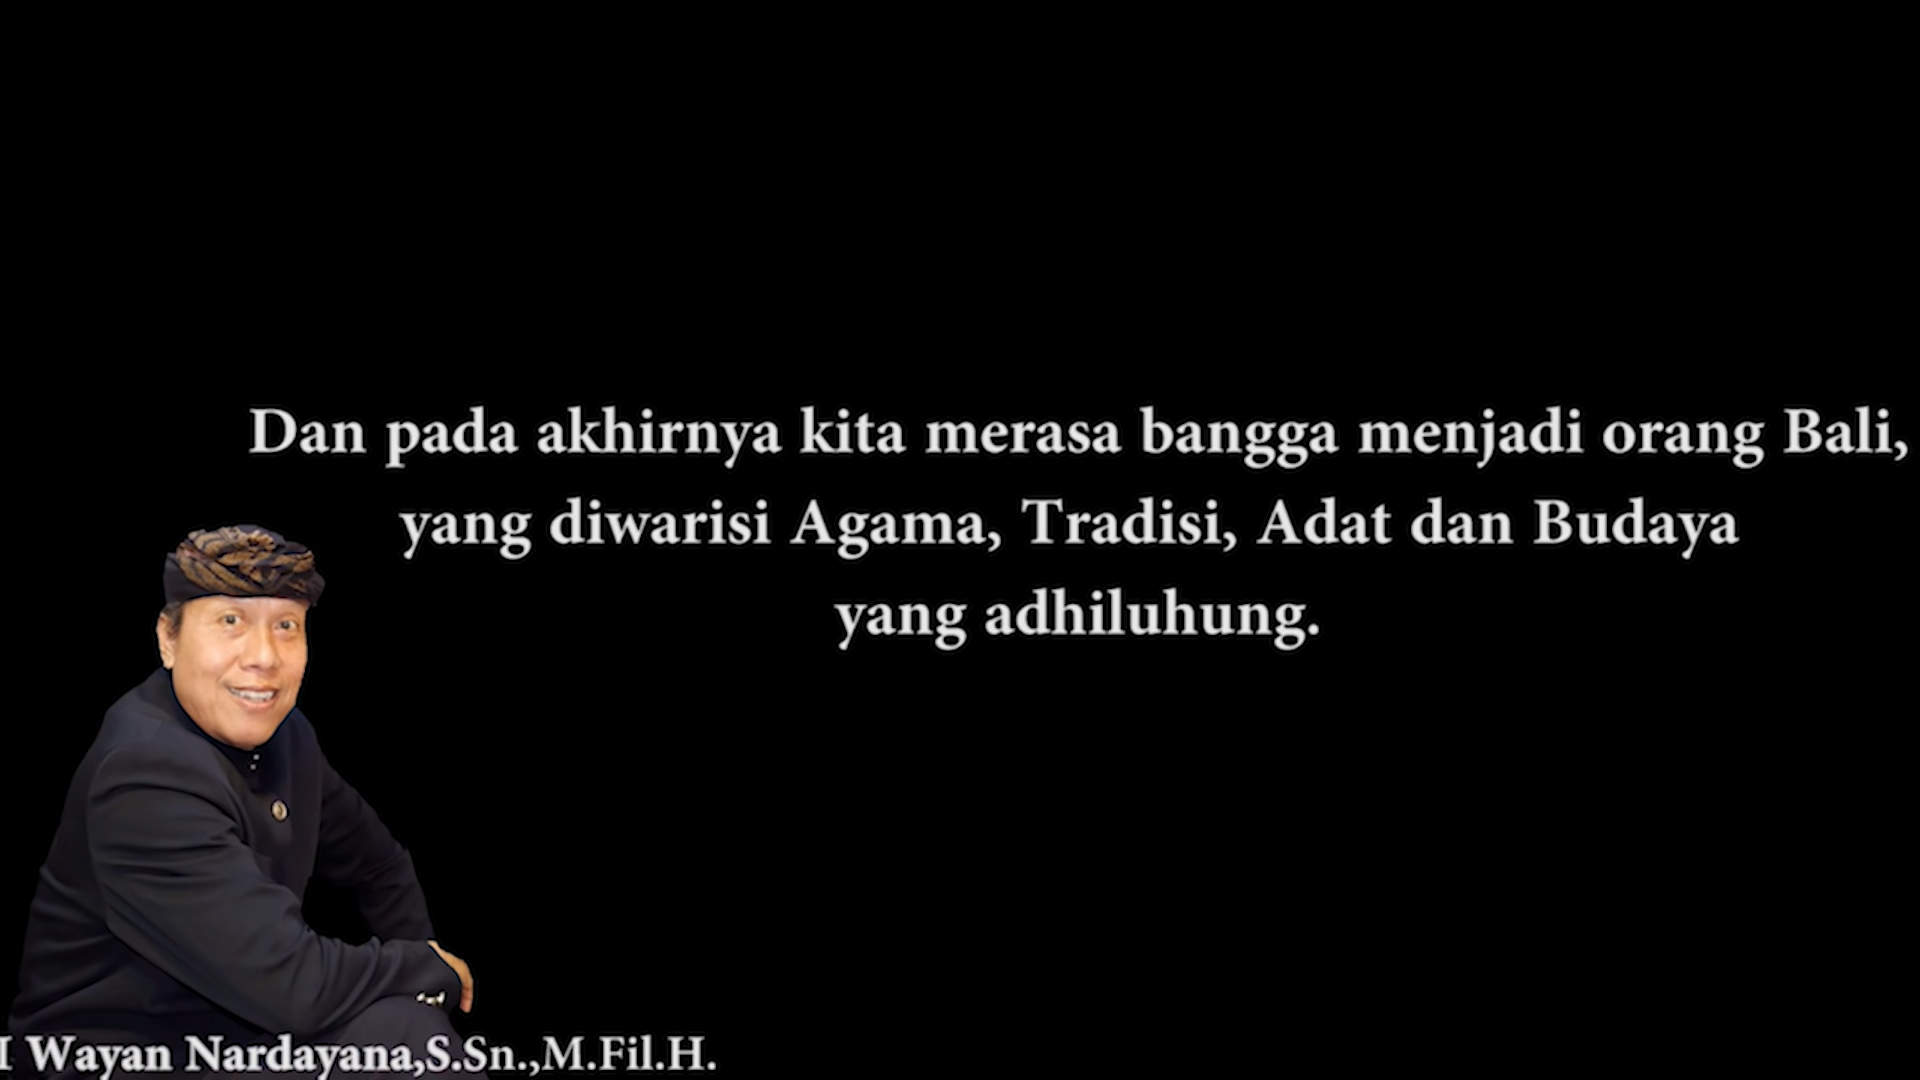 Dan pada akhirnya kita merasa bangga menjadi orang Bali,
yang diwarisi Agama, Tradisi, Adat dan Budaya
yang adhiluhung.
I Wayan Nardayana,S.Sn.,M.Fil.H.